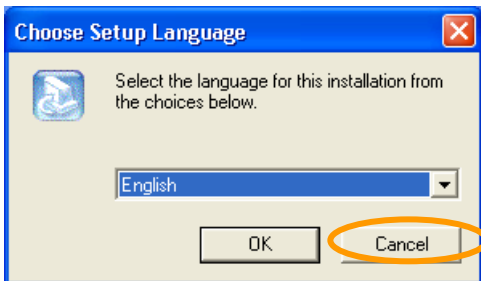 Choose Setup Language
Select the language for this installation from
the choices below.
English
OK
Cancel